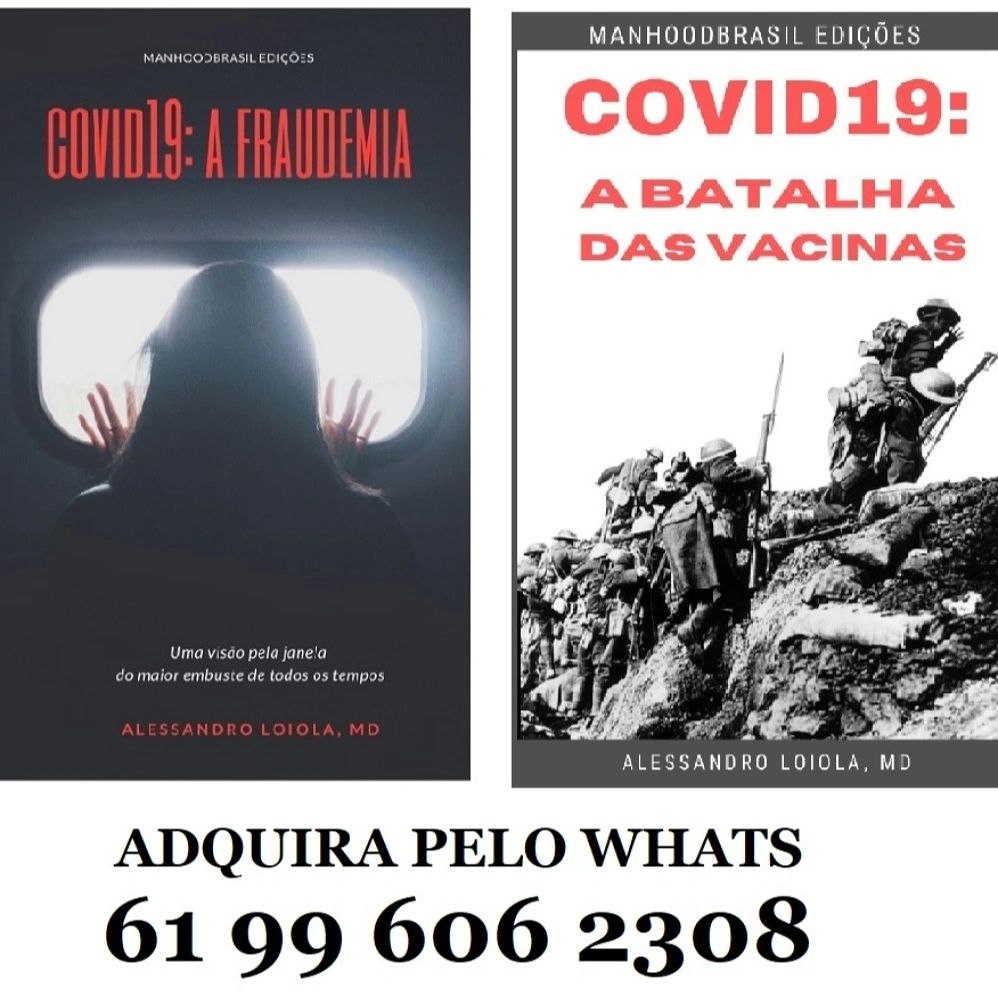 MANHOODBRASIL EDIÇÕES
COVID19: A FRAUDEMIA
Uma visão pela janela
do maior embuste de todos os tempos
ALESSANDRO LOIOLA, MD
MANHOODBRASIL EDIÇÕES
COVID19:
A BATALHA
DAS VACINAS
ALESSANDRO LOIOLA, MD
ADQUIRA PELO WHATS
61 99 606 2308